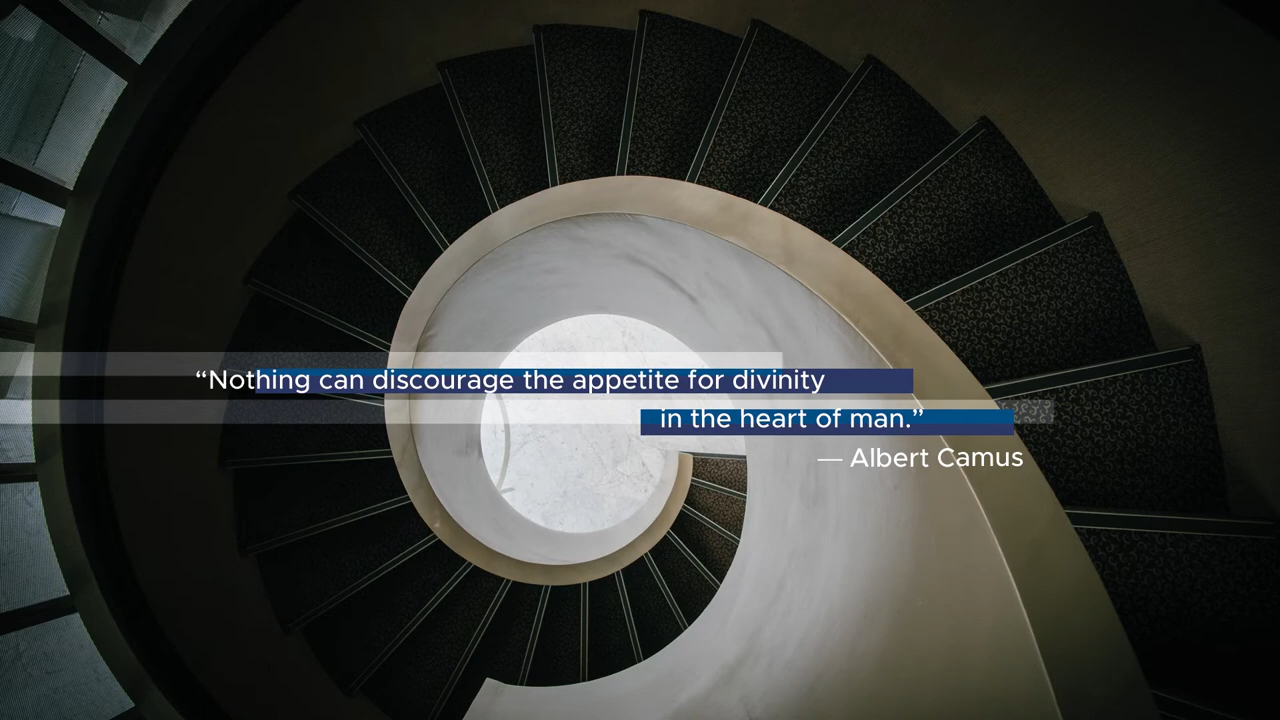 “Nothing can discourage the appetite for divinity
in the heart of man.”
— Albert Camus